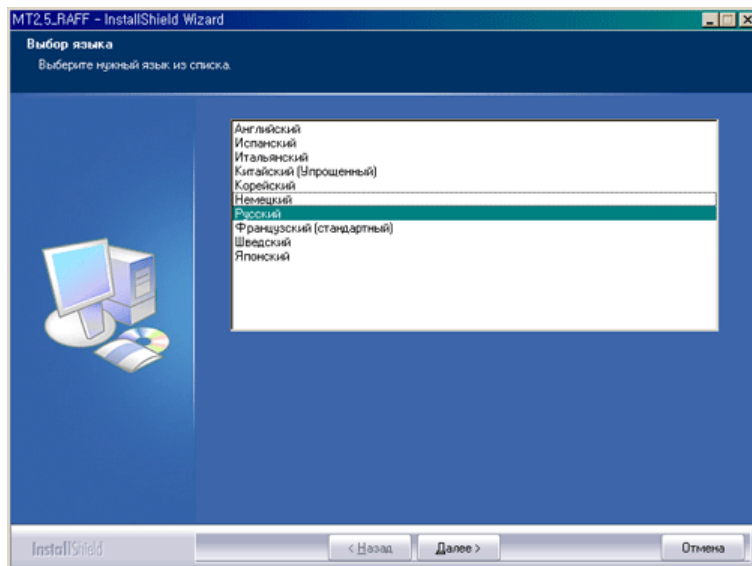 MT2.5_RAFF - InstallShield Wizard
Выбор языка
Выберите нужный язык из списка.
Английский
Испанский
Итальянский
Китайский (Упрощенный)
Корейский
Немецкий
Русский
Французский (стандартный)
Шведский
Японский
InstallShield
< Назад
Далее >
Отмена